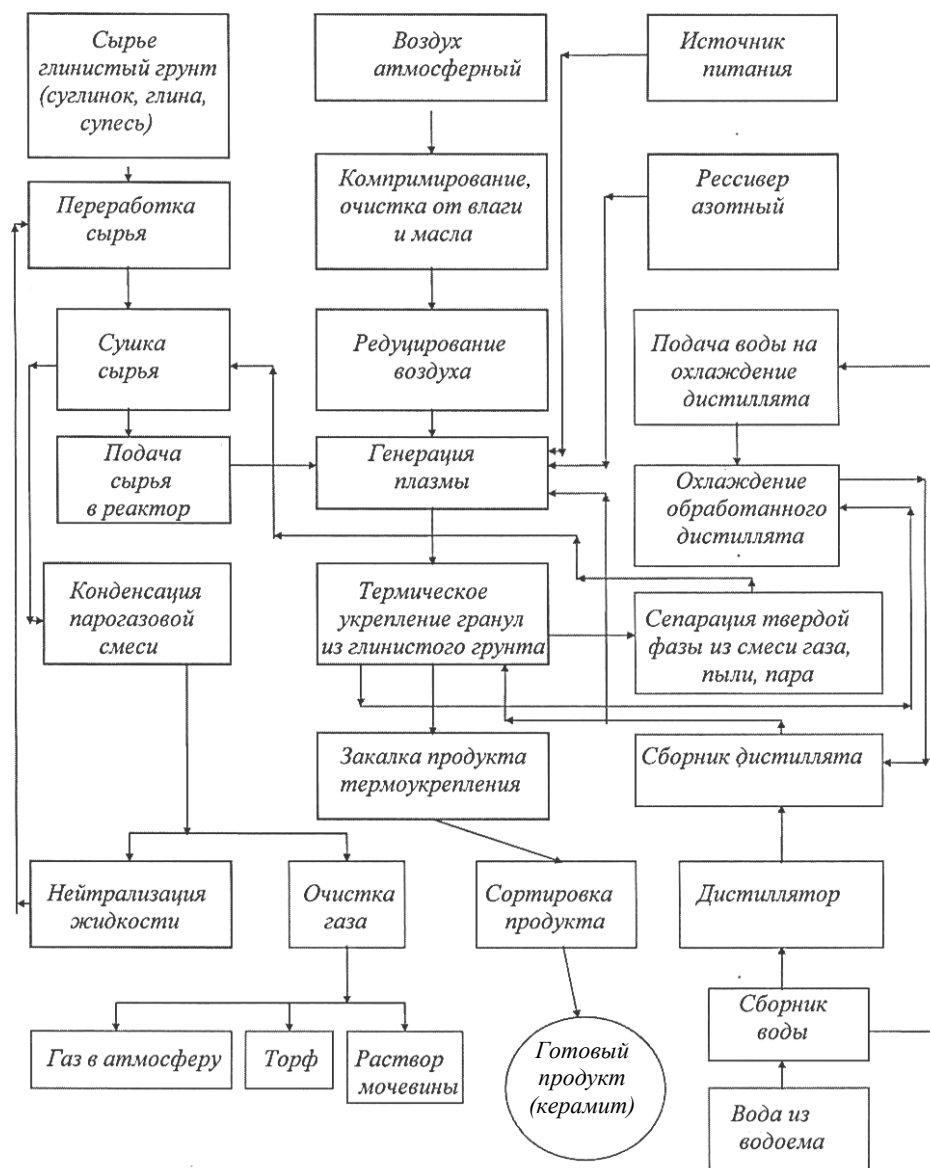 Сырье
глинистый грунт
(суглинок, глина,
супесь)
Воздух
атмосферный
Источник
питания
Переработка
сырья
Компримирование,
очистка от влаги
и масла
Рессивер
азотный
Сушка
сырья
Редуцирование
воздуха
Подача воды на
охлаждение
дистиллята
Подача
сырья
в реактор
Генерация
плазмы
Охлаждение
обработанного
дистиллята
Конденсация
парогазовой
смеси
Термическое
укрепление гранул
из глинистого грунта
Сепарация твердой
фазы из смеси газа,
пыли, пара
Закалка продукта
термоукрепления
Сборник дистиллята
Нейтрализация
жидкости
Очистка
газа
Сортировка
продукта
Дистиллятор
Газ в атмосферу
Торф
Раствор
мочевины
Готовый
продукт
(керамит)
Сборник
воды
Вода из
водоема